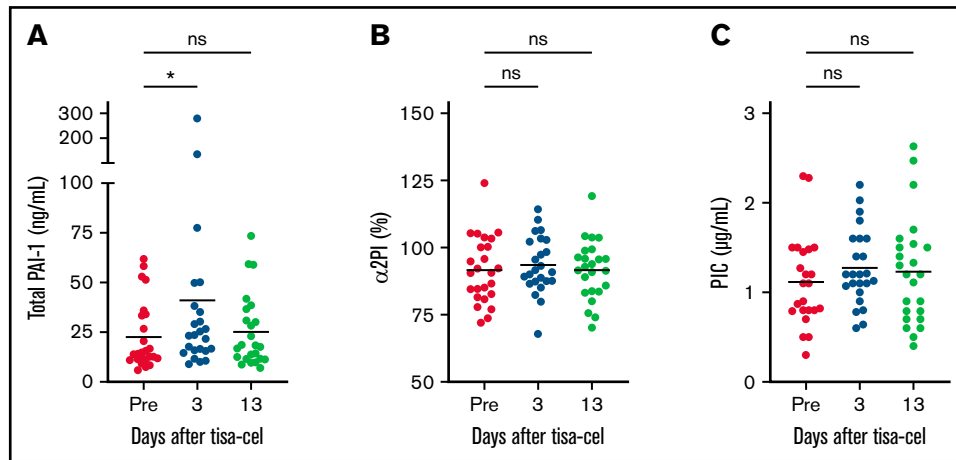 A
B
C
ns
ns
ns
*
ns
ns
300
200
100
75
50
25
0
Total PAI-1 (ng/mL)
Pre
3
13
Days after tisa-cel
150
125
100
75
50
α2PI (%)
Pre
3
13
Days after tisa-cel
3
2
1
0
PIC (µg/mL)
Pre
3
13
Days after tisa-cel